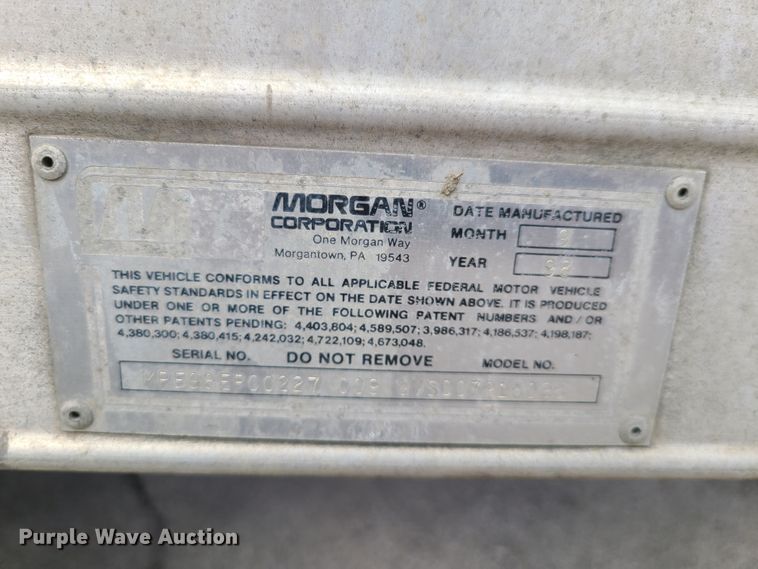 MORGAN®
CORPORATION
One Morgan Way
Morgantown, PA 19543
DATE MANUFACTURED
MONTH 9
YEAR
THIS VEHICLE CONFORMS TO ALL APPLICABLE FEDERAL MOTOR VEHICLE
SAFETY STANDARDS IN EFFECT ON THE DATE SHOWN ABOVE. IT IS PRODUCED
UNDER ONE OR MORE OF THE FOLLOWING PATENT NUMBERS AND/OR
OTHER PATENTS PENDING: 4,403,804; 4,589,507; 3,986,317; 4,186,537; 4,198,187;
4,380,300; 4,380,415; 4,242,032; 4,722,109; 4,673,048.
SERIAL NO. DO NOT REMOVE MODEL NO.
Purple Wave Auction